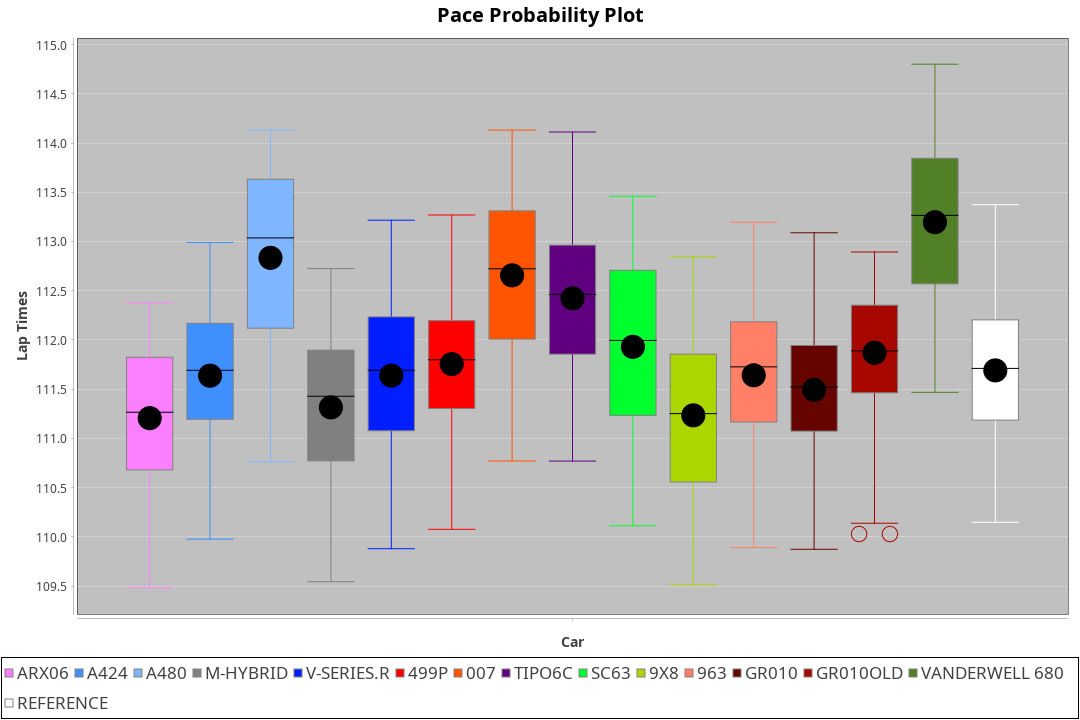 Pace Probability Plot
115.0
114.5
114.0
113.5
113.0
112.5
112.0
111.5
111.0
110.5
110.0
109.5
Lap Times
Car
ARX06 A424 A480 M-HYBRID V-SERIES.R 499P 007 TIPO6C SC63 9X8 963 GR010 GR010OLD VANDERWELL 680
REFERENCE